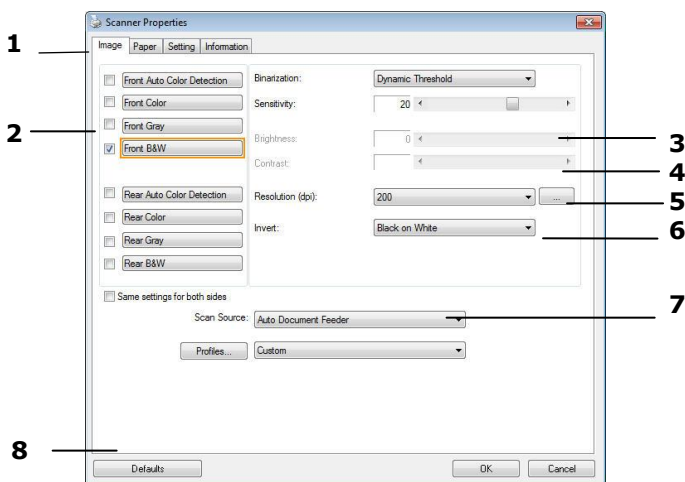 Scanner Properties
1
Image Paper Setting Information
Front Auto Color Detection
Binarization: Dynamic Threshold
Front Color
Sensitivity: 20
2
Front Gray
Brightness: 0
3
Front B&W
Contrast:
4
Rear Auto Color Detection
Resolution (dpi): 200 ...
5
Rear Color
Invert: Black on White
6
Rear Gray
Rear B&W
Same settings for both sides
7
Scan Source: Auto Document Feeder
Profiles... Custom
8
Defaults OK Cancel